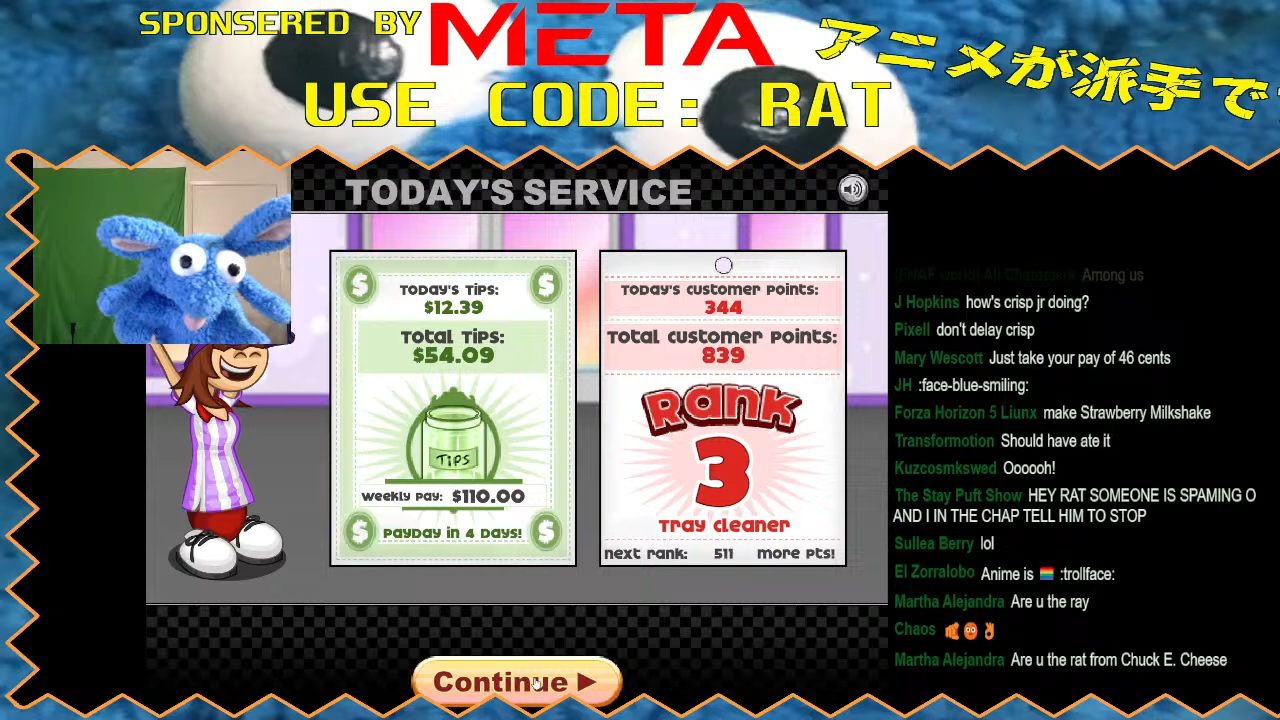 SPONSERED BY META
アニメが派手で
USE CODE: RAT
TODAY'S SERVICE
Today's Tips:
$12.39
Total Tips:
$54.09
TIPS
Weekly Pay: $110.00
Payday in 4 days!
Today's customer points:
344
Total customer points:
839
Rank
3
Tray cleaner
next rank: 511 more pts!
Continue
Among us
J Hopkins how's crisp jr doing?
Pixell don't delay crisp
Mary Wescott Just take your pay of 46 cents
JH :face-blue-smiling:
Forza Horizon 5 Liunx make Strawberry Milkshake
Transformotion Should have ate it
Kuzcosmkswed Oooooh!
The Stay Puft Show HEY RAT SOMEONE IS SPAMING O
AND I IN THE CHAP TELL HIM TO STOP
Sullea Berry lol
El Zorralobo Anime is 🏳️‍🌈 :trollface:
Martha Alejandra Are u the ray
Chaos
Martha Alejandra Are u the rat from Chuck E. Cheese